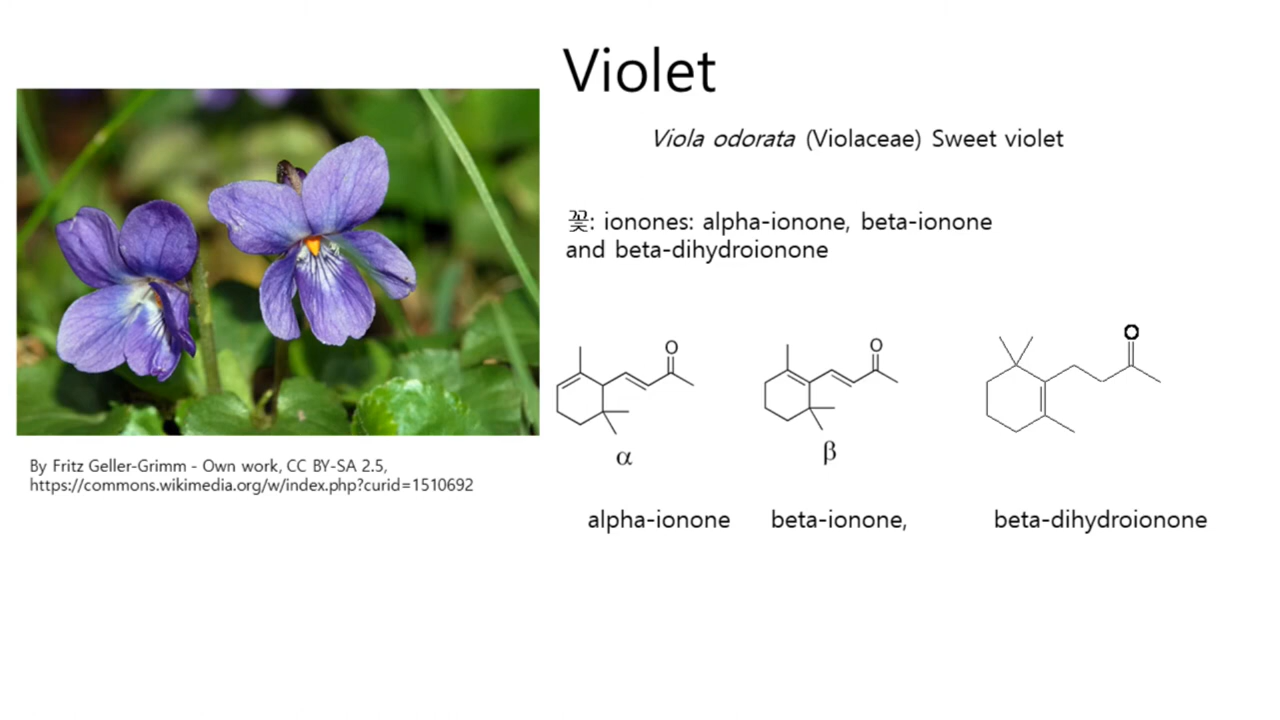 Violet
Viola odorata (Violaceae) Sweet violet
꽃: ionones: alpha-ionone, beta-ionone
and beta-dihydroionone
O
O
O
α
β
By Fritz Geller-Grimm - Own work, CC BY-SA 2.5,
https://commons.wikimedia.org/w/index.php?curid=1510692
alpha-ionone
beta-ionone,
beta-dihydroionone